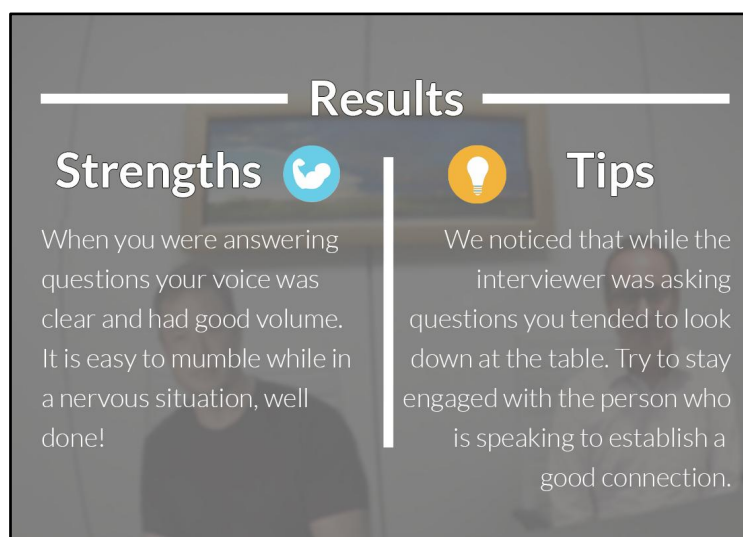 Results
Strengths
When you were answering
questions your voice was
clear and had good volume.
It is easy to mumble while in
a nervous situation, well
done!
Tips
We noticed that while the
interviewer was asking
questions you tended to look
down at the table. Try to stay
engaged with the person who
is speaking to establish a
good connection.